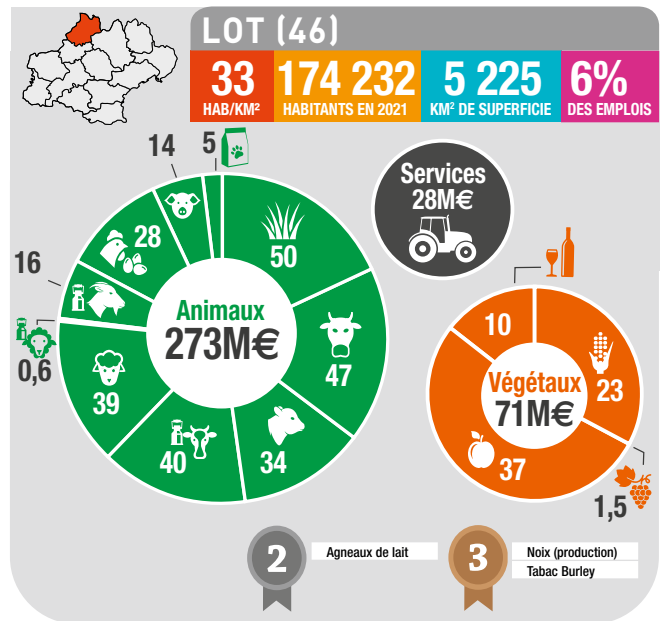 LOT (46)
33
HAB/KM²
174 232
HABITANTS EN 2021
5 225
KM² DE SUPERFICIE
6%
DES EMPLOIS
14
5
50
28
16
0,6
39
40
34
47
Animaux
273M€
Services
28M€
10
23
Végétaux
71M€
37
1,5
2
Agneaux de lait
3
Noix (production)
Tabac Burley